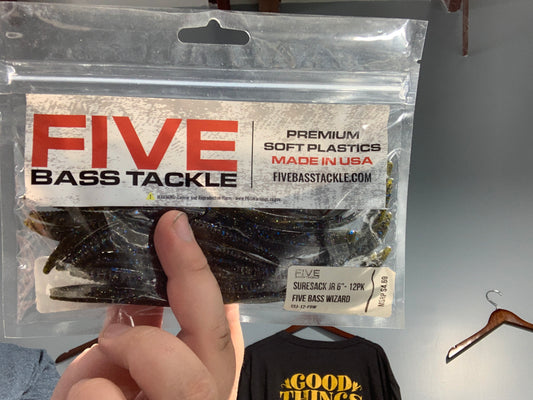 FIVE
BASS TACKLE
PREMIUM
SOFT PLASTICS
MADE IN USA
FIVEBASSTACKLE.COM
FIVE
SURESACK JR 6"- 12PK
FIVE BASS WIZARD
MSRP $4.60
GOOD
THINGS